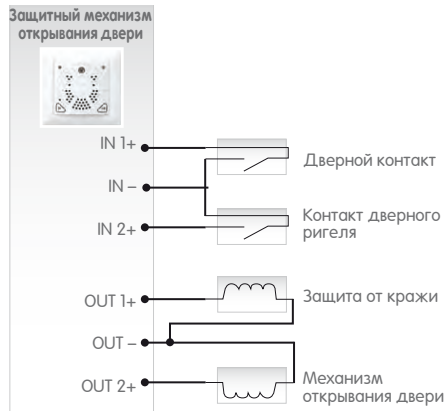 Защитный механизм
открывания двери
IN 1+
Дверной контакт
IN –
IN 2+
Контакт дверного
ригеля
OUT 1+
Защита от кражи
OUT –
OUT 2+
Механизм
открывания двери